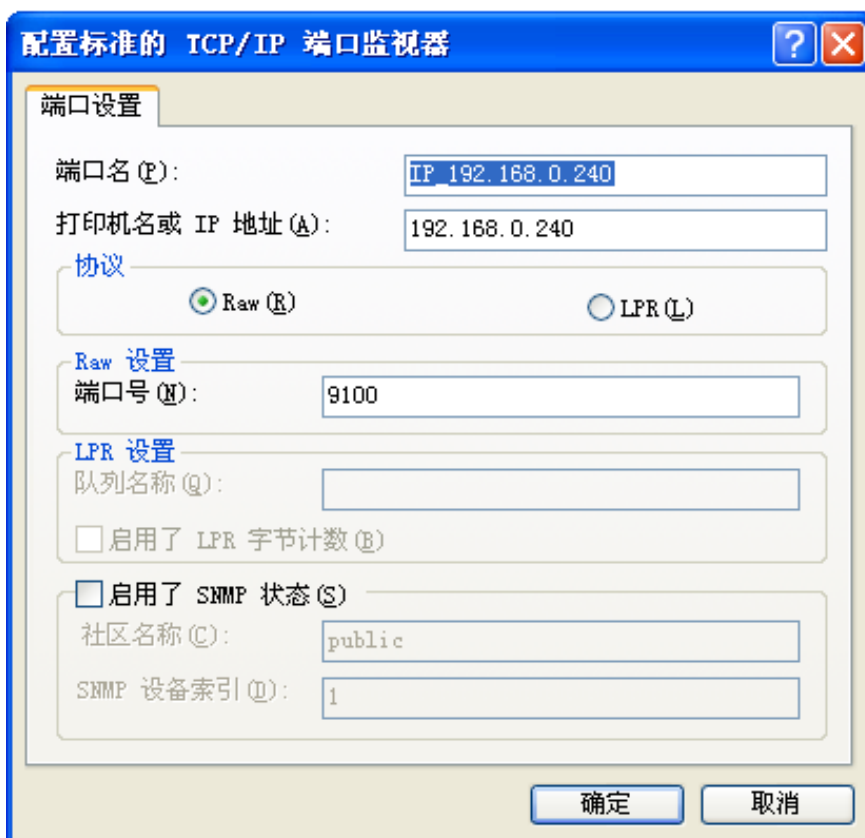 配置标准的 TCP/IP 端口监视器
端口设置
端口名(P): IP_192.168.0.240
打印机名或 IP 地址(A): 192.168.0.240
协议
Raw(R) LPR(L)
Raw 设置
端口号(N): 9100
LPR 设置
队列名称(Q):
启用了 LPR 字节计数(B)
启用了 SNMP 状态(S)
社区名称(C): public
SNMP 设备索引(D): 1
确定 取消